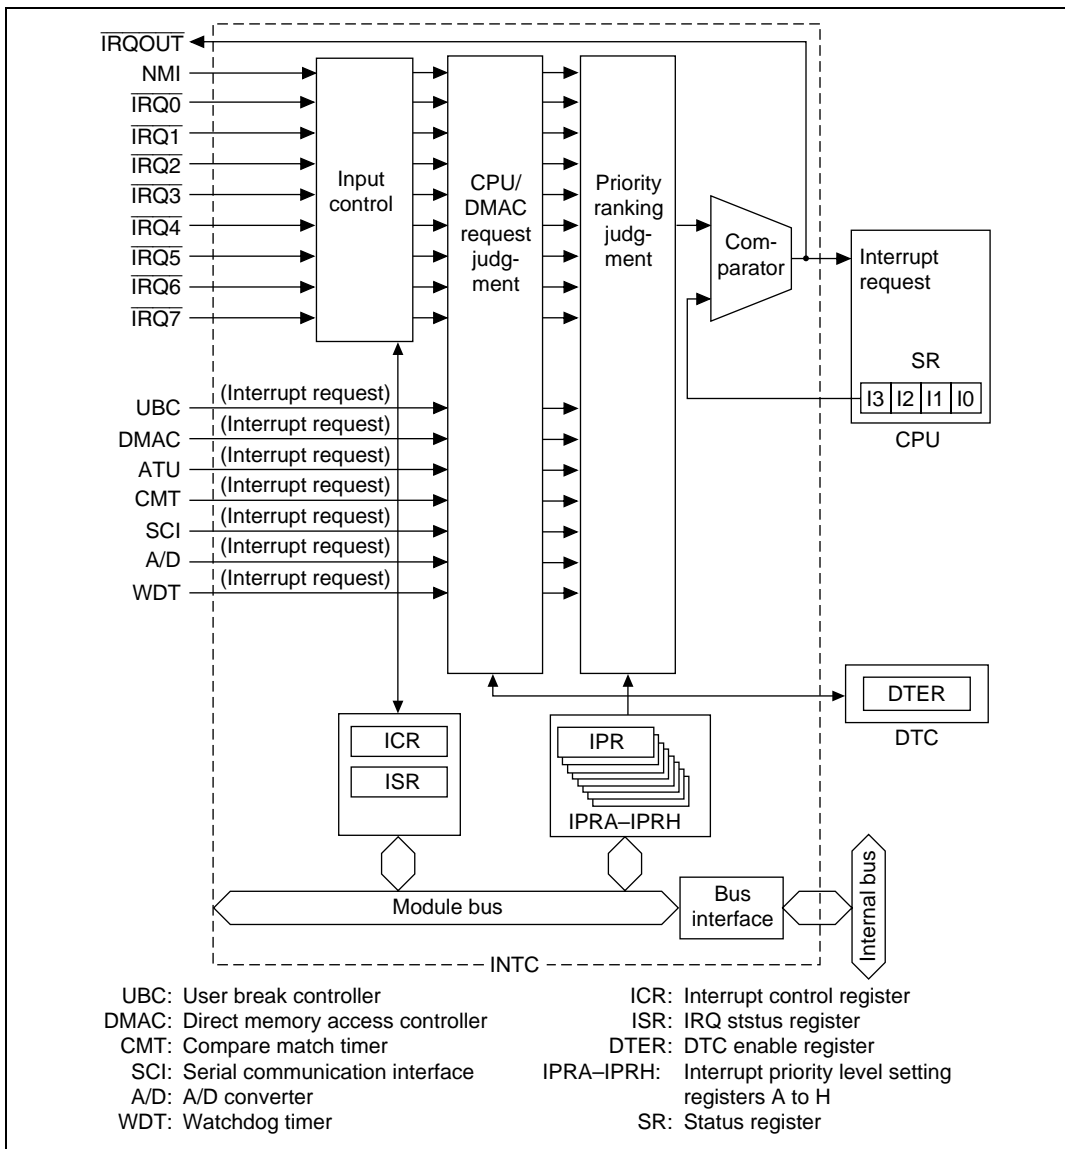 IRQOUT
NMI
IRQ0
IRQ1
IRQ2
IRQ3
IRQ4
IRQ5
IRQ6
IRQ7
Input
control
CPU/
DMAC
request
judg-
ment
Priority
ranking
judg-
ment
Com-
parator
Interrupt
request
SR
I3 I2 I1 I0
CPU
UBC (Interrupt request)
DMAC (Interrupt request)
ATU (Interrupt request)
CMT (Interrupt request)
SCI (Interrupt request)
A/D (Interrupt request)
WDT (Interrupt request)
DTER
DTC
ICR
ISR
IPR
IPRA–IPRH
Module bus
Bus
interface
Internal bus
INTC
UBC: User break controller
DMAC: Direct memory access controller
CMT: Compare match timer
SCI: Serial communication interface
A/D: A/D converter
WDT: Watchdog timer
ICR: Interrupt control register
ISR: IRQ ststus register
DTER: DTC enable register
IPRA–IPRH: Interrupt priority level setting
registers A to H
SR: Status register